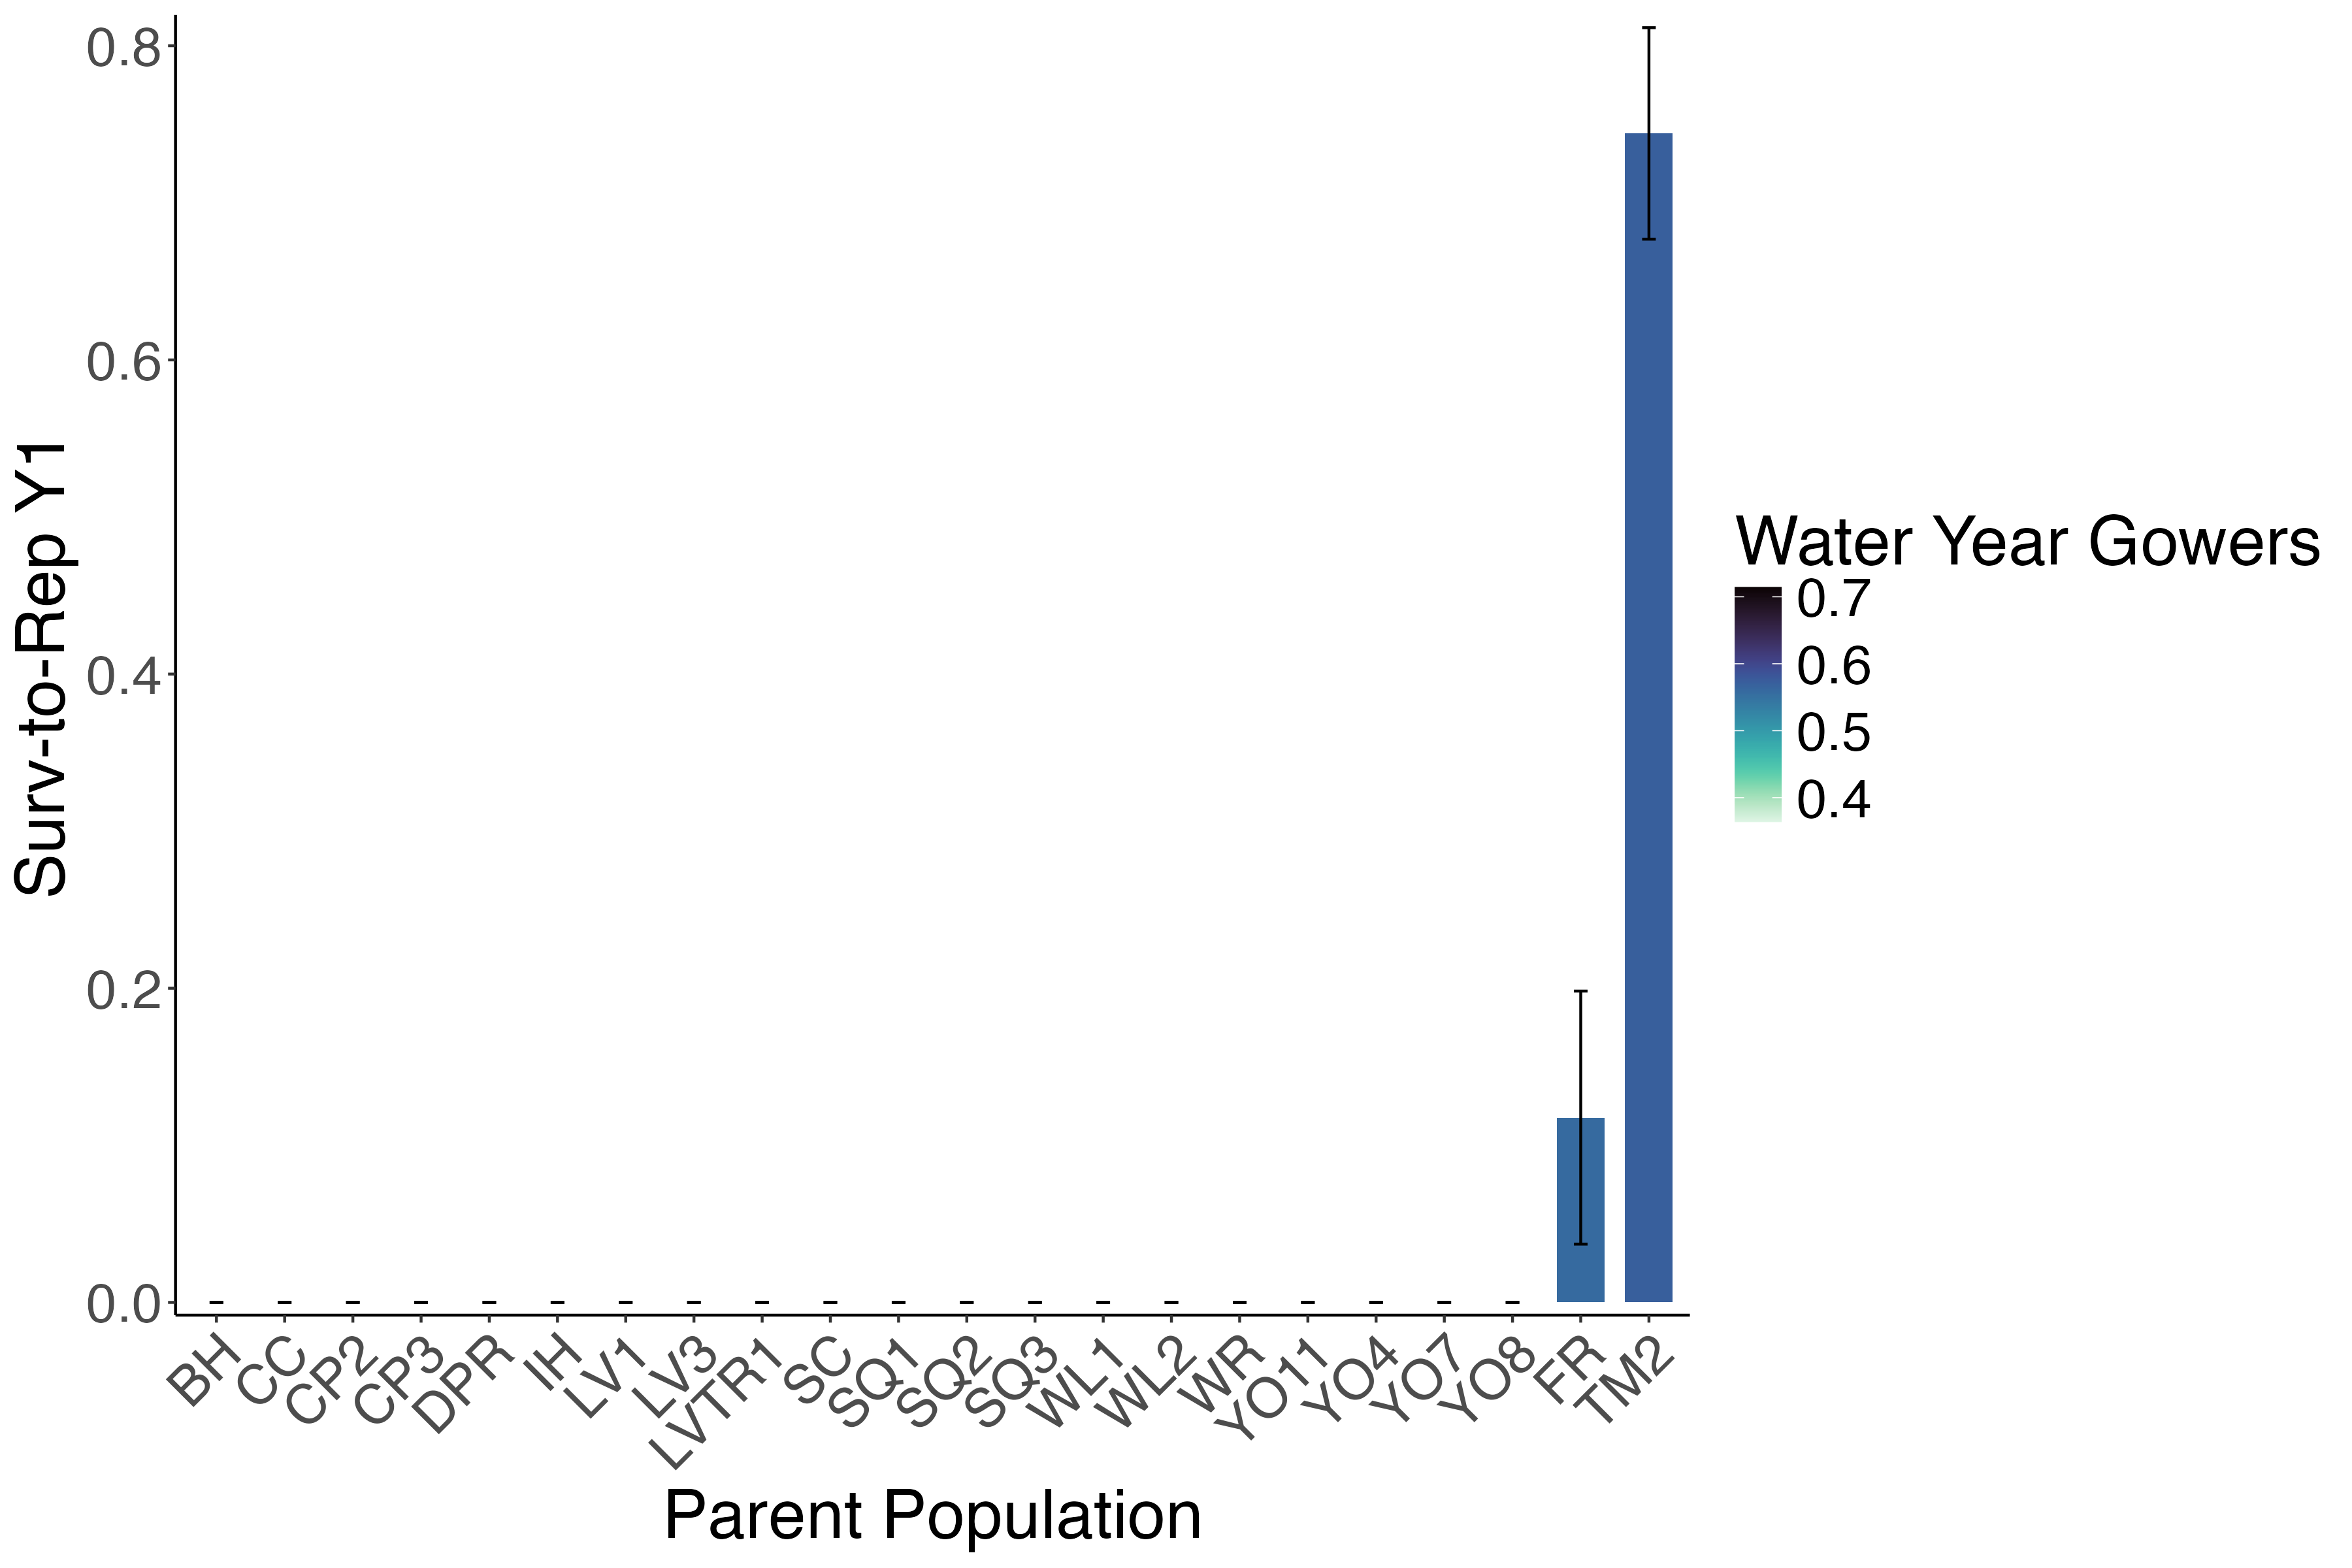 Surv-to-Rep Y1
0.8
0.6
0.4
0.2
0.0
BH
CC
CP2
CP3
DPR
IH
LV1
LV3
LVTR1
SC
SQ1
SQ2
SQ3
WL1
WL2
WR
YO11
YO4
YO7
YO8
FR
TM2
Parent Population
Water Year Gowers
0.7
0.6
0.5
0.4